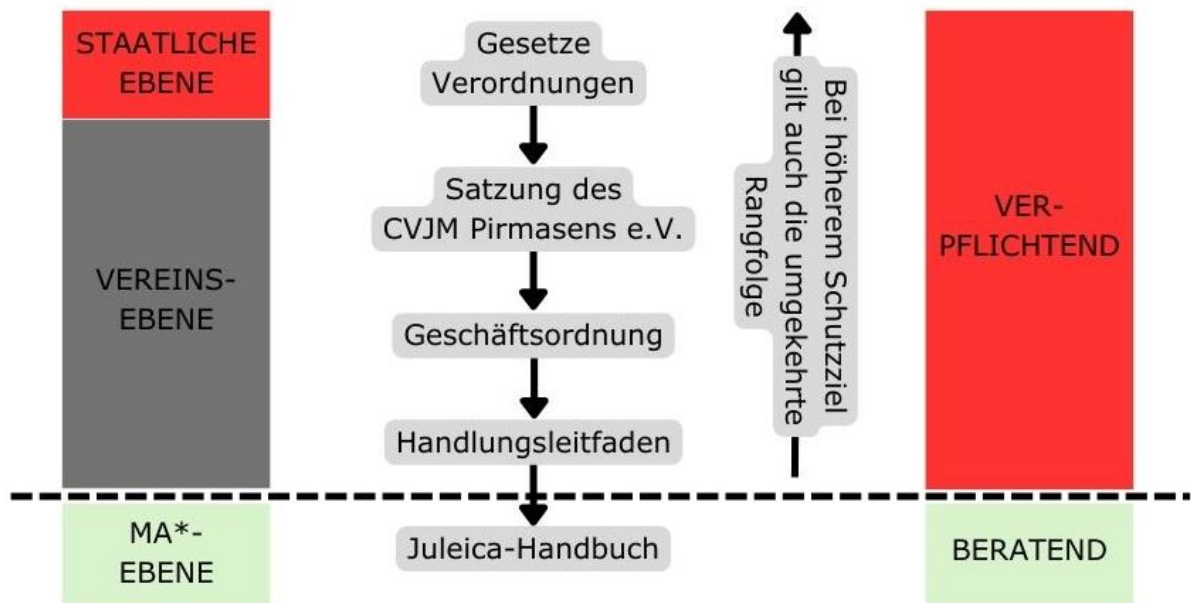 STAATLICHE
EBENE
Gesetze
Verordnungen
Satzung des
CVJM Pirmasens e.V.
VEREINS-
EBENE
Geschäftsordnung
Handlungsleitfaden
Bei höherem Schutzziel
gilt auch die umgekehrte
Rangfolge
VER-
PFLICHTEND
MA*-
EBENE
Juleica-Handbuch
BERATEND